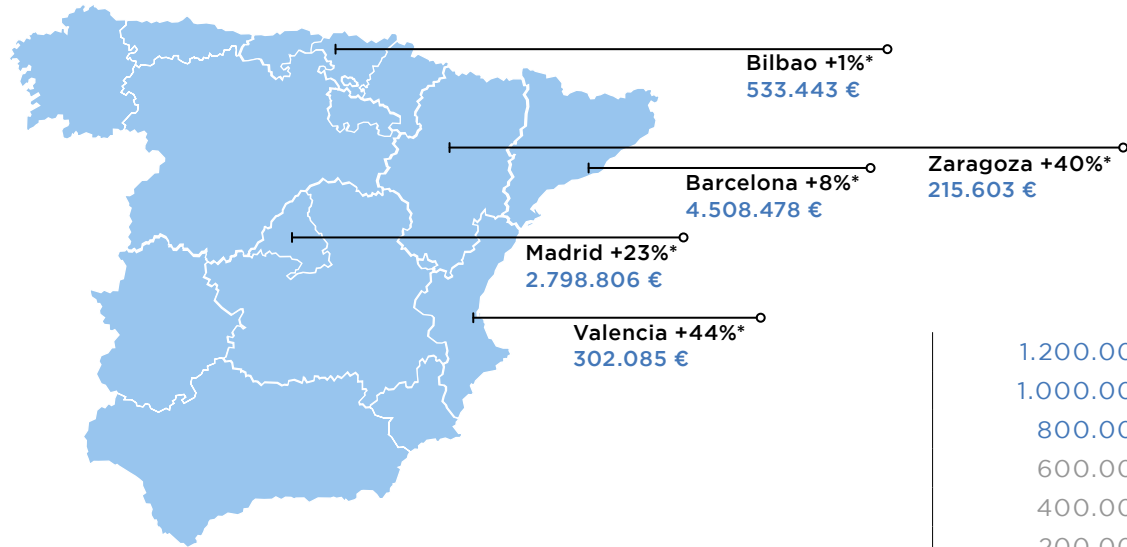 Bilbao +1%*
533.443 €
Zaragoza +40%*
215.603 €
Barcelona +8%*
4.508.478 €
Madrid +23%*
2.798.806 €
Valencia +44%*
302.085 €